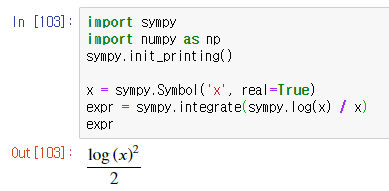 In [103]:
import sympy
import numpy as np
sympy.init_printing()
x = sympy.Symbol('x', real=True)
expr = sympy.integrate(sympy.log(x) / x)
expr
Out[103]:
log (x)²
2